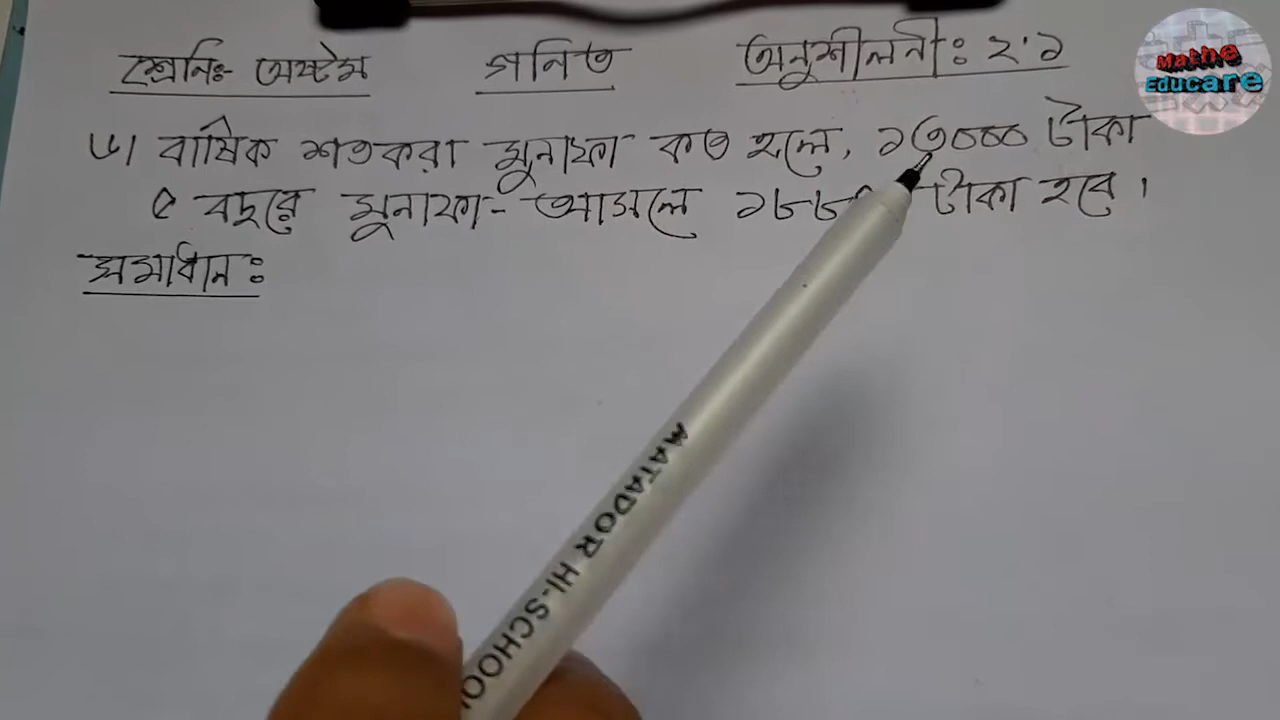 শ্রেনিঃ- অষ্টম গনিত অনুশীলনীঃ ২.১
৬। বার্ষিক শতকরা মুনাফা কত হলে, ১৩০০০ টাকা
৫ বছরে মুনাফা- আসলে টাকা হবে।
সমাধানঃ
Mathe
Educare
MATADOR HI-SCHOOL